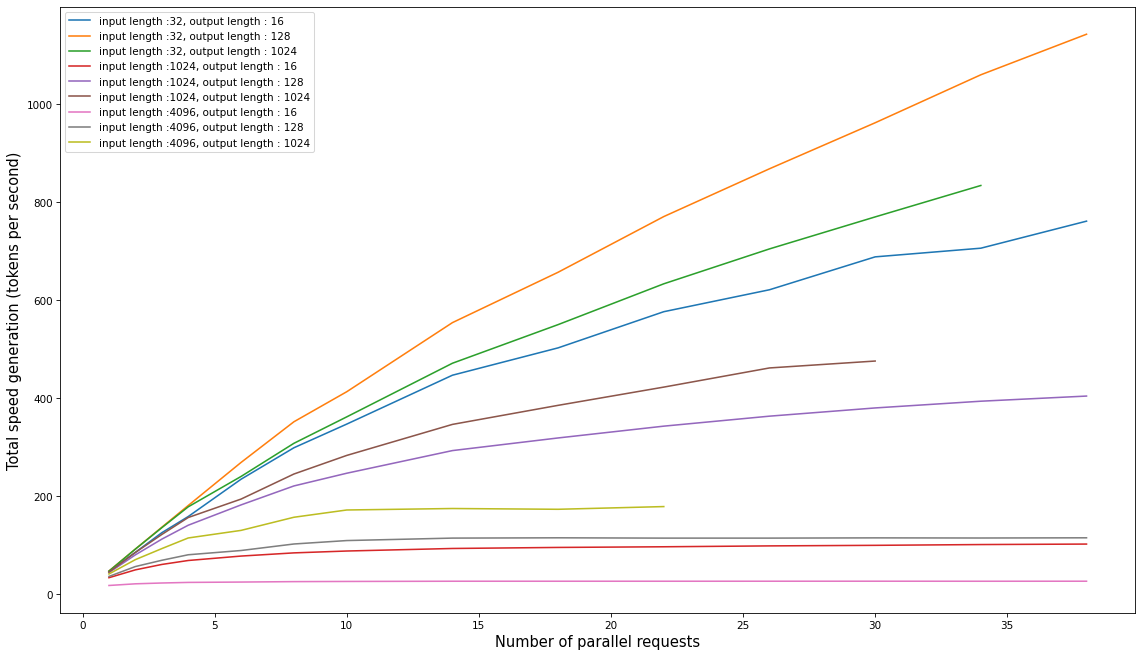 input length :32, output length : 16
input length :32, output length : 128
input length :32, output length : 1024
input length :1024, output length : 16
input length :1024, output length : 128
input length :1024, output length : 1024
input length :4096, output length : 16
input length :4096, output length : 128
input length :4096, output length : 1024
Total speed generation (tokens per second)
1000
800
600
400
200
0
0 5 10 15 20 25 30 35
Number of parallel requests